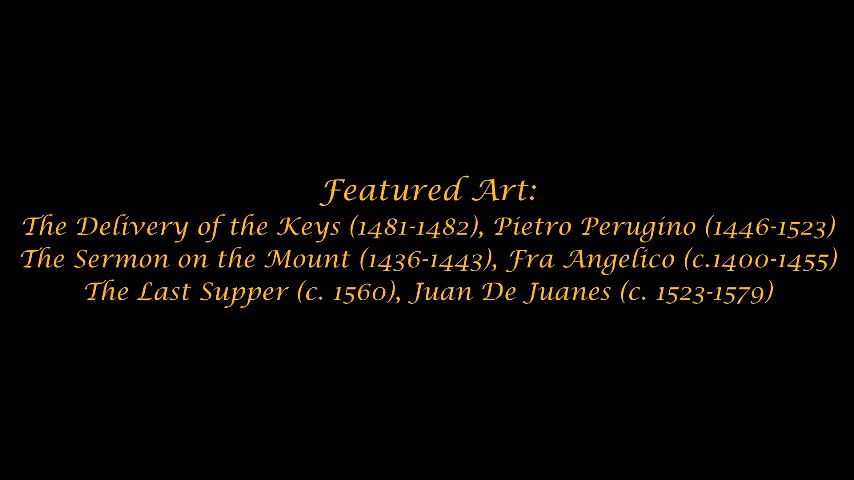 Featured Art:
The Delivery of the Keys (1481-1482), Pietro Perugino (1446-1523)
The Sermon on the Mount (1436-1443), Fra Angelico (c.1400-1455)
The Last Supper (c. 1560), Juan De Juanes (c. 1523-1579)